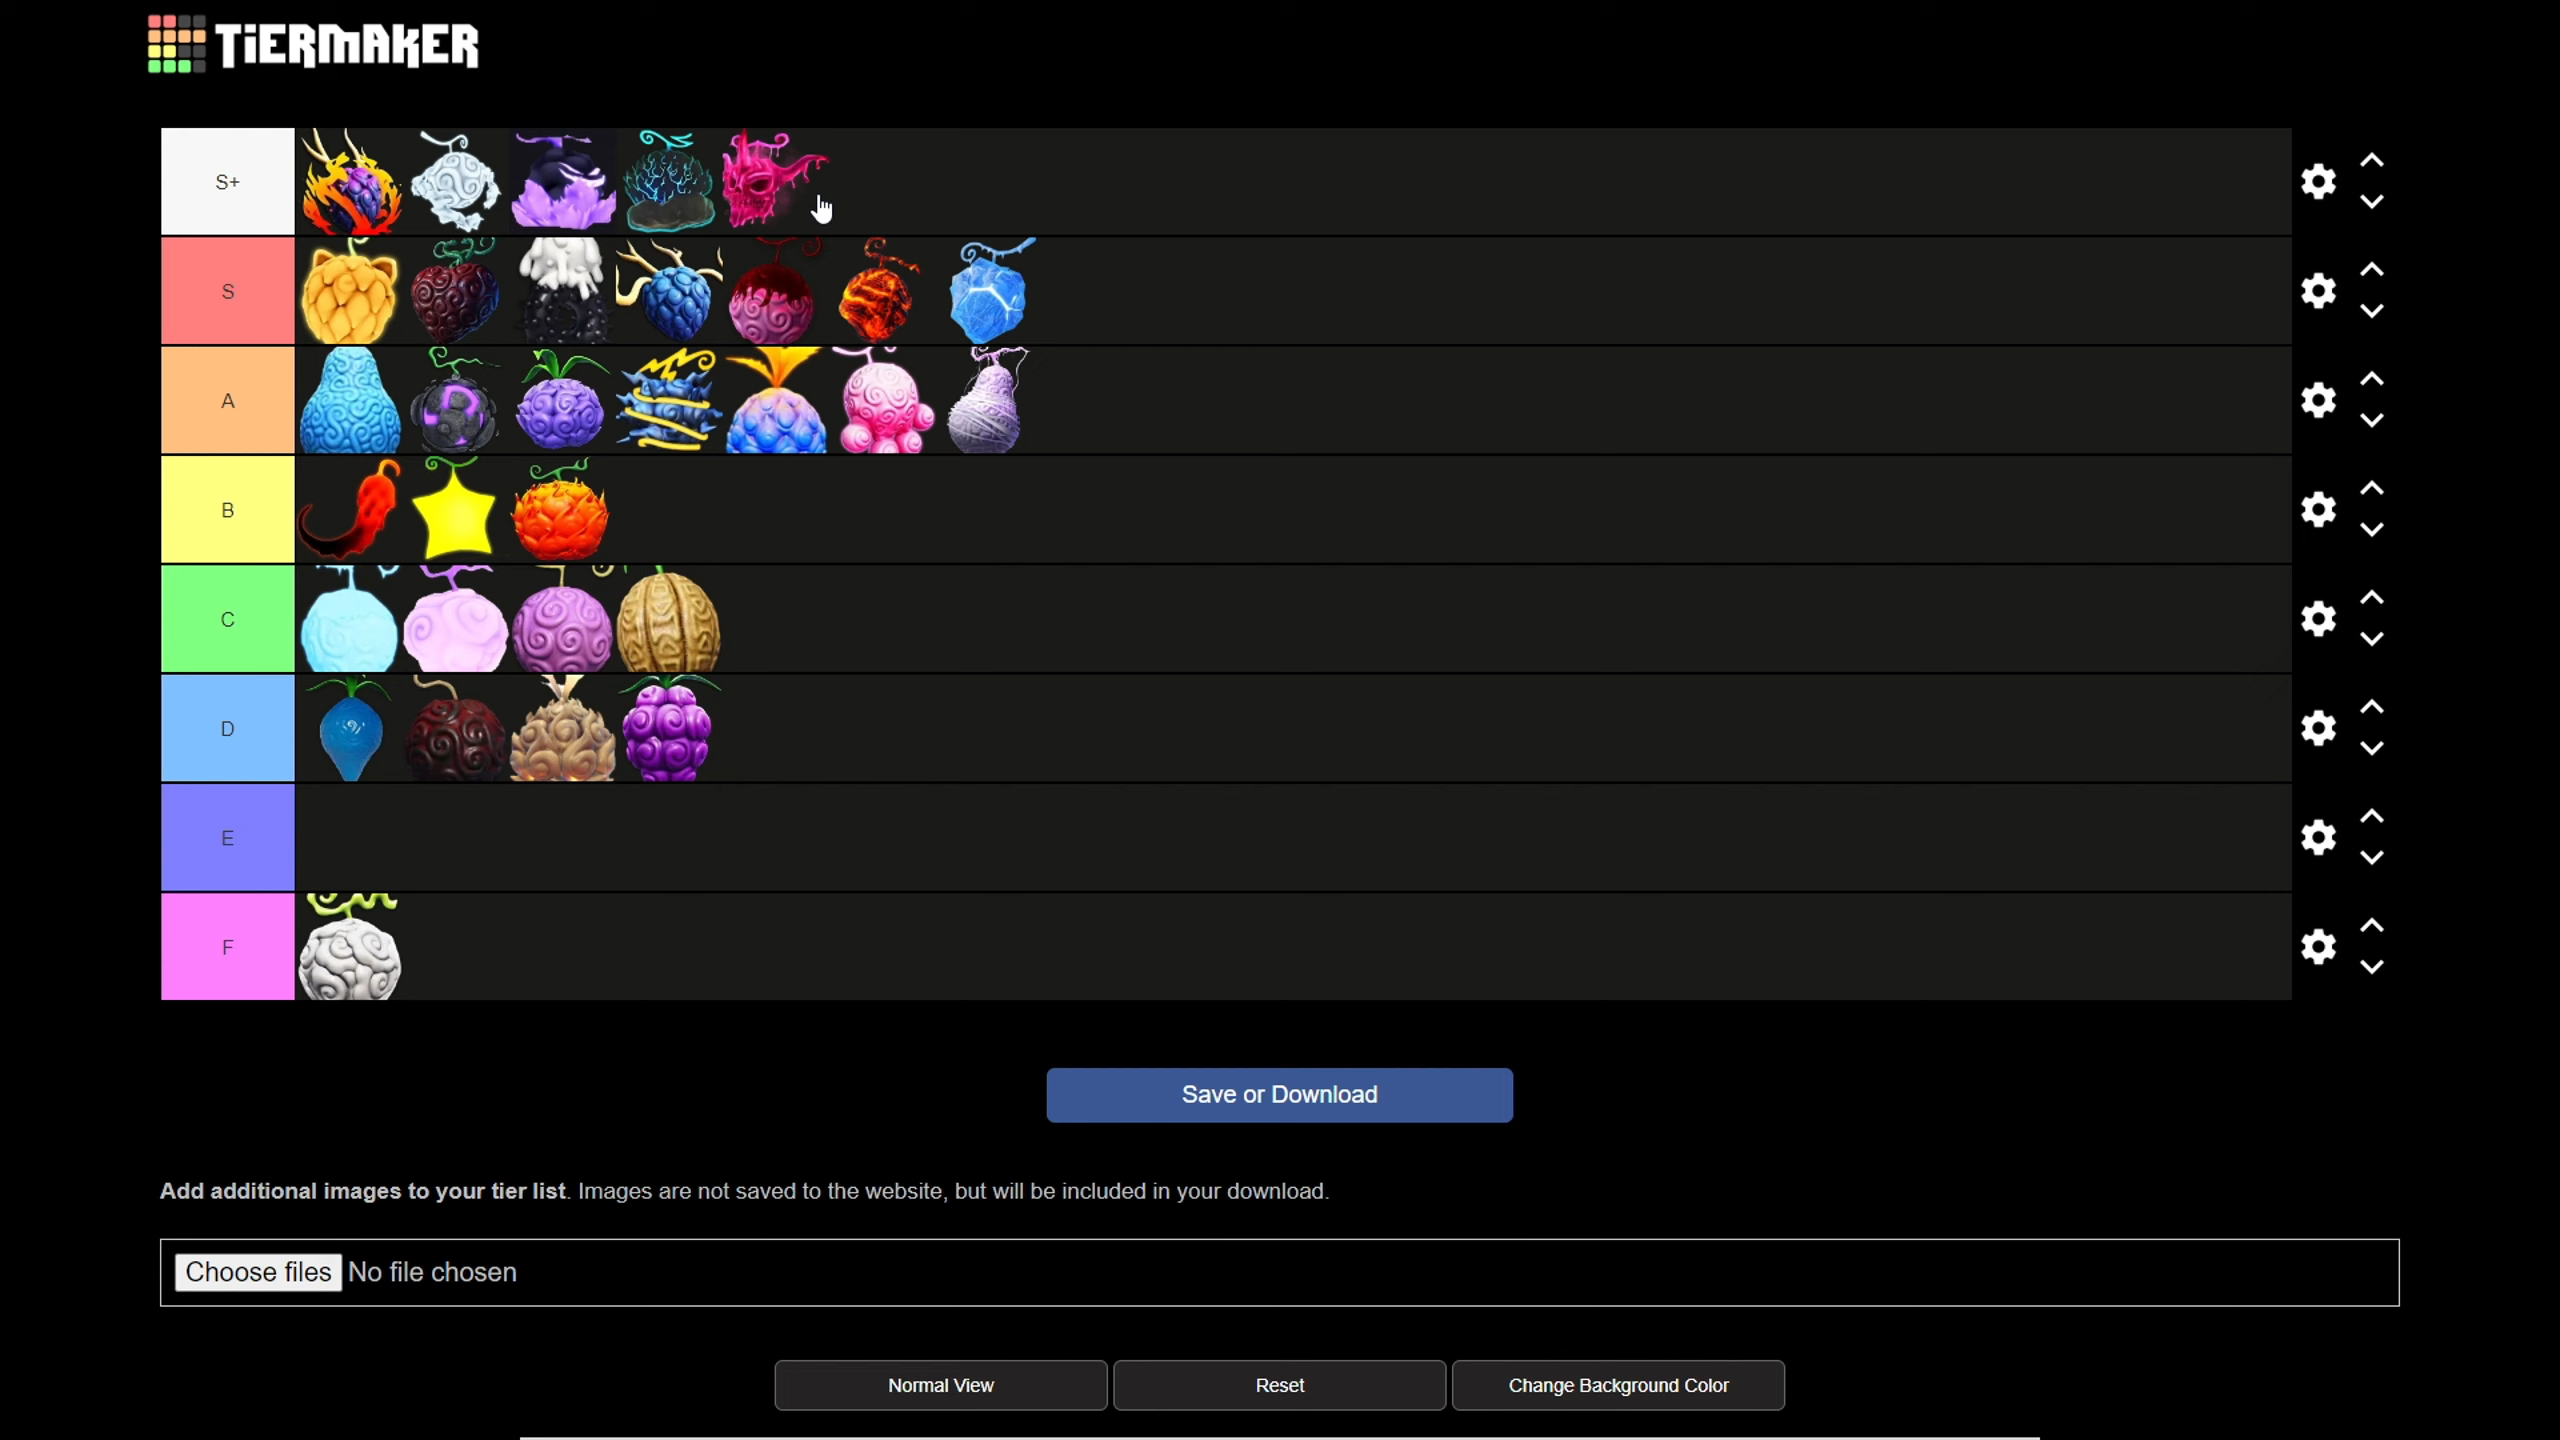 TiERMAKER
S+
S
A
B
C
D
E
F
Save or Download
Add additional images to your tier list. Images are not saved to the website, but will be included in your download.
Choose files No file chosen
Normal View Reset Change Background Color